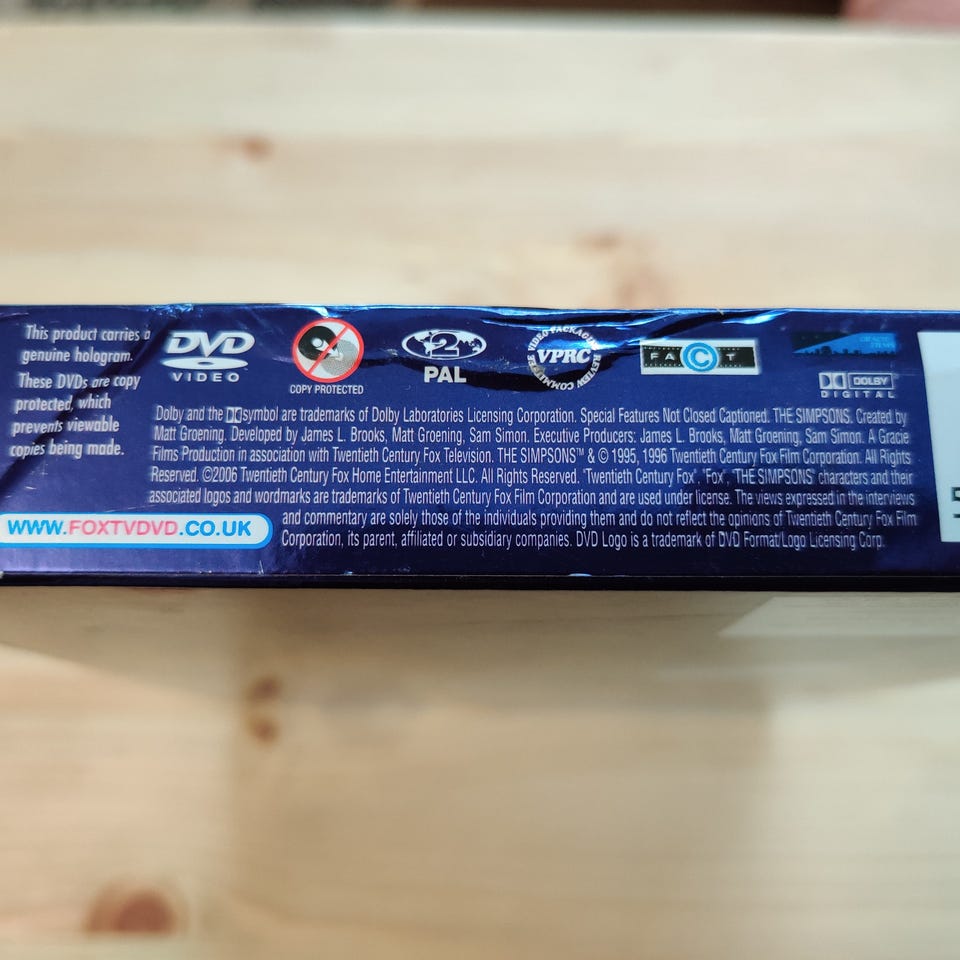 This product carries a
genuine hologram.
These DVDs are copy
protected, which
prevents viewable
copies being made.
DVD
VIDEO
COPY PROTECTED
2
PAL
VIDEO PACKAGING REVIEW COMMITTEE
VPRC
FACT
GRACIE
FILMS
DOLBY
DIGITAL
Dolby and the symbol are trademarks of Dolby Laboratories Licensing Corporation. Special Features Not Closed Captioned. THE SIMPSONS. Created by
Matt Groening. Developed by James L. Brooks, Matt Groening, Sam Simon. Executive Producers: James L. Brooks, Matt Groening, Sam Simon. A Gracie
Films Production in association with Twentieth Century Fox Television. THE SIMPSONS™ & © 1995, 1996 Twentieth Century Fox Film Corporation. All Rights
Reserved. ©2006 Twentieth Century Fox Home Entertainment LLC. All Rights Reserved. 'Twentieth Century Fox', 'Fox', 'THE SIMPSONS' characters and their
associated logos and wordmarks are trademarks of Twentieth Century Fox Film Corporation and are used under license. The views expressed in the interviews
and commentary are solely those of the individuals providing them and do not reflect the opinions of Twentieth Century Fox Film
Corporation, its parent, affiliated or subsidiary companies. DVD Logo is a trademark of DVD Format/Logo Licensing Corp.
WWW.FOXTVDVD.CO.UK